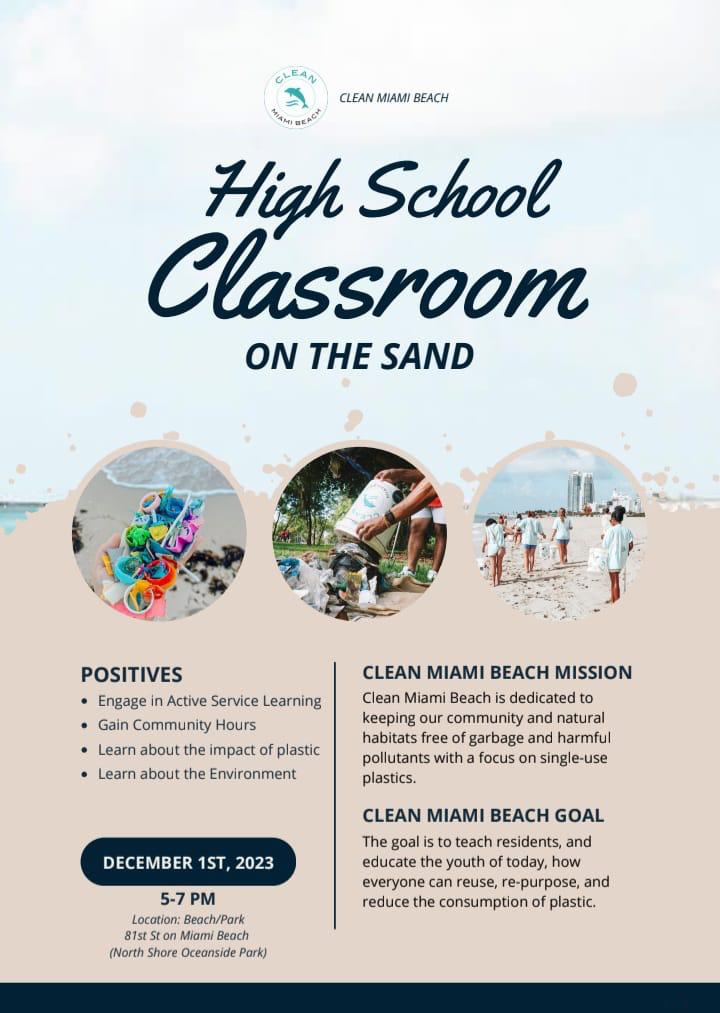 CLEAN
MIAMI BEACH
CLEAN MIAMI BEACH
High School
Classroom
ON THE SAND
POSITIVES
• Engage in Active Service Learning
• Gain Community Hours
• Learn about the impact of plastic
• Learn about the Environment
DECEMBER 1ST, 2023
5-7 PM
Location: Beach/Park
81st St on Miami Beach
(North Shore Oceanside Park)
CLEAN MIAMI BEACH MISSION
Clean Miami Beach is dedicated to
keeping our community and natural
habitats free of garbage and harmful
pollutants with a focus on single-use
plastics.
CLEAN MIAMI BEACH GOAL
The goal is to teach residents, and
educate the youth of today, how
everyone can reuse, re-purpose, and
reduce the consumption of plastic.